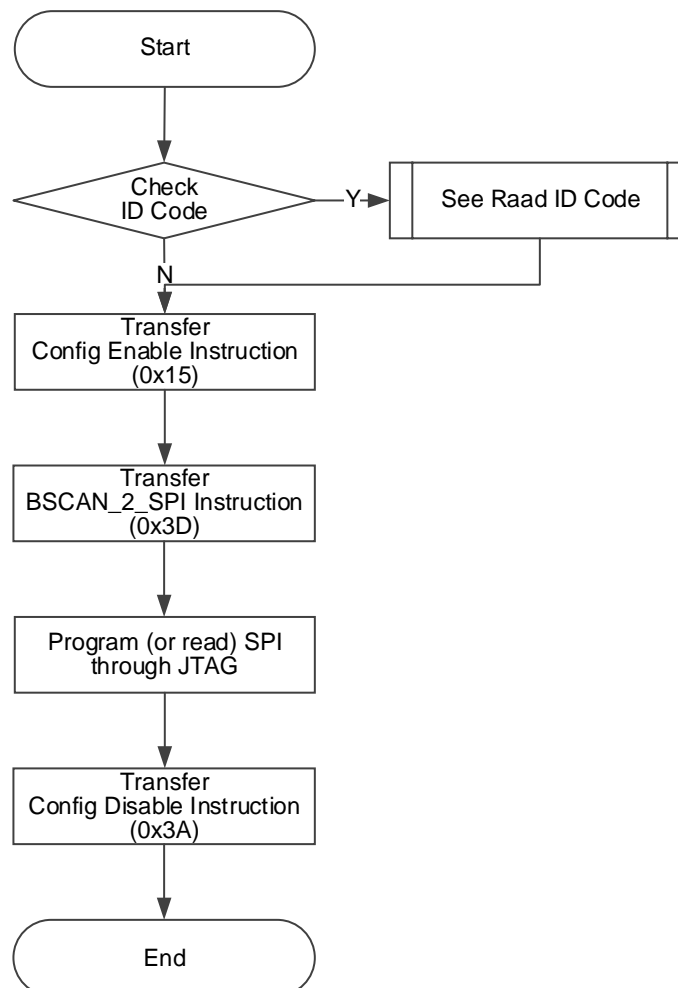 Start
Check
ID Code
Y
See Raad ID Code
N
Transfer
Config Enable Instruction
(0x15)
Transfer
BSCAN_2_SPI Instruction
(0x3D)
Program (or read) SPI
through JTAG
Transfer
Config Disable Instruction
(0x3A)
End